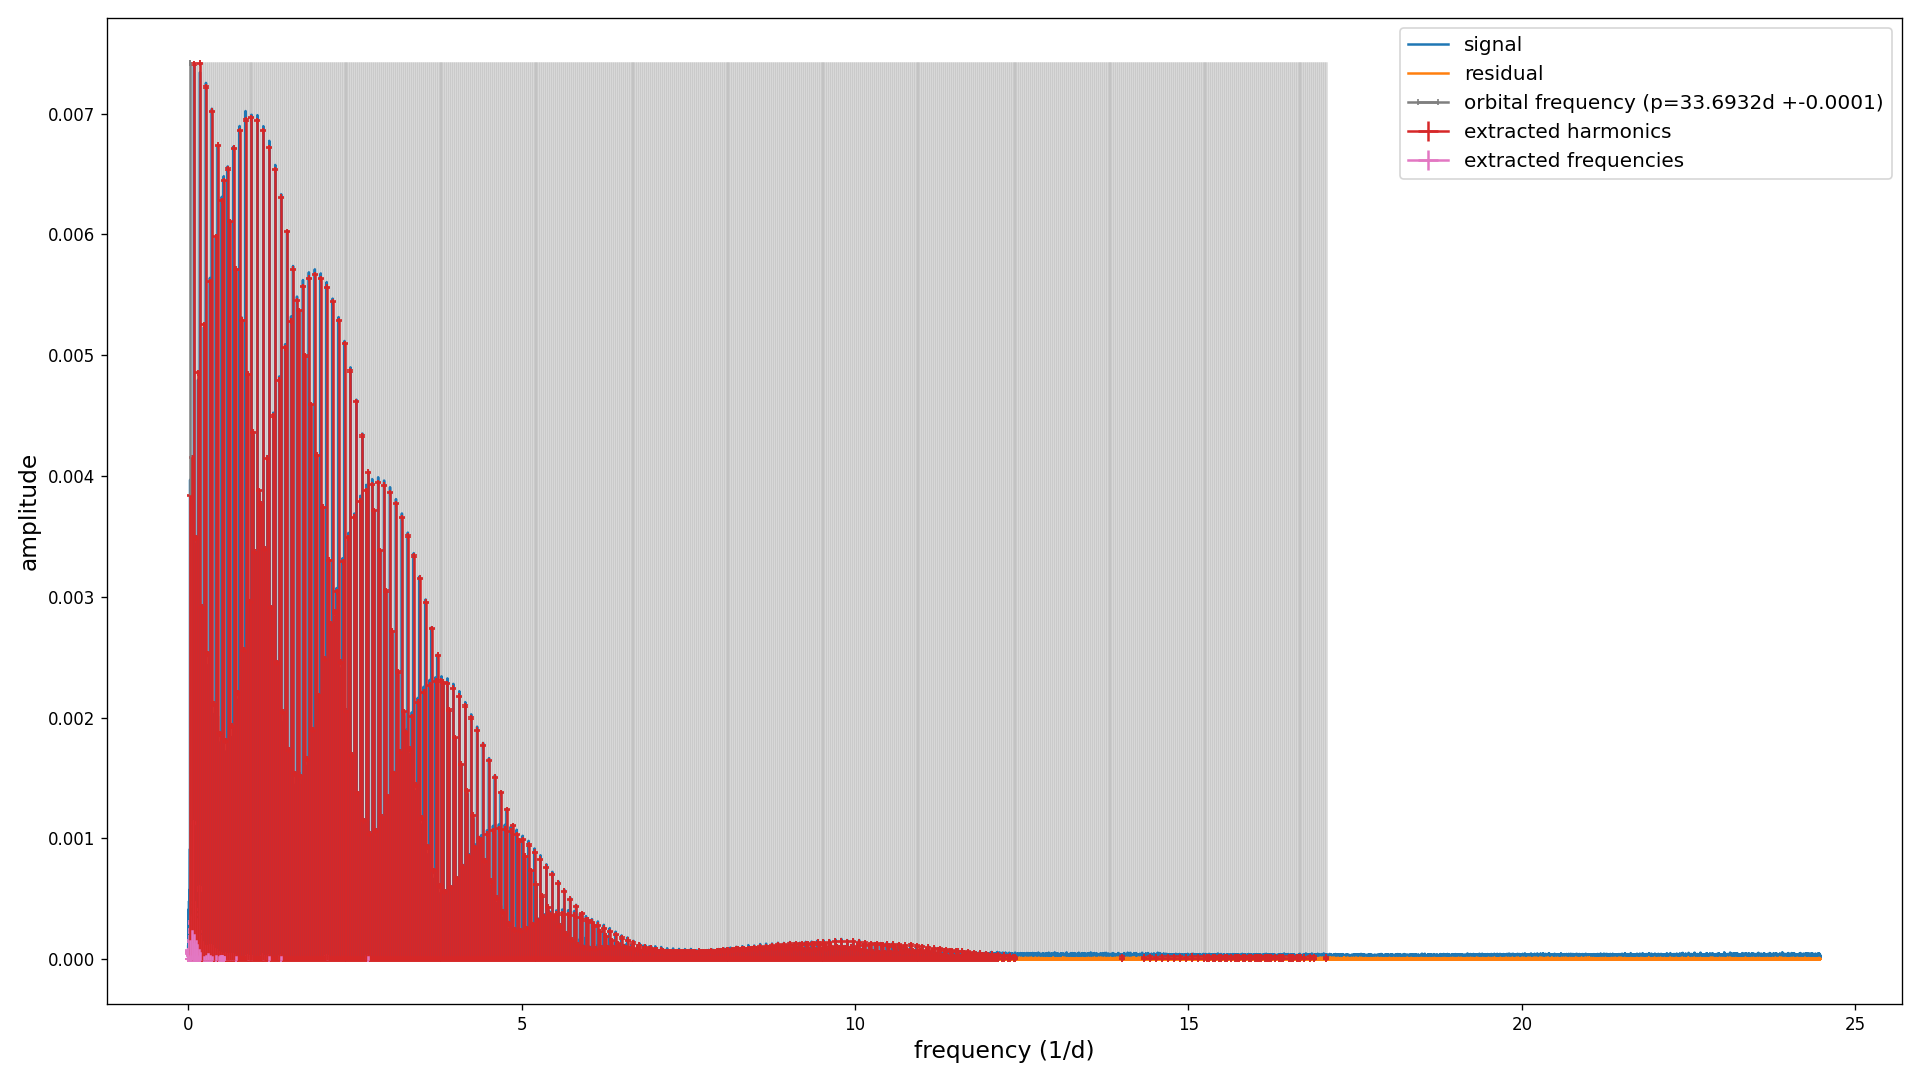 signal
residual
orbital frequency (p=33.6932d +-0.0001)
extracted harmonics
extracted frequencies
0.007
0.006
0.005
0.004
0.003
0.002
0.001
0.000
amplitude
0 5 10 15 20 25
frequency (1/d)